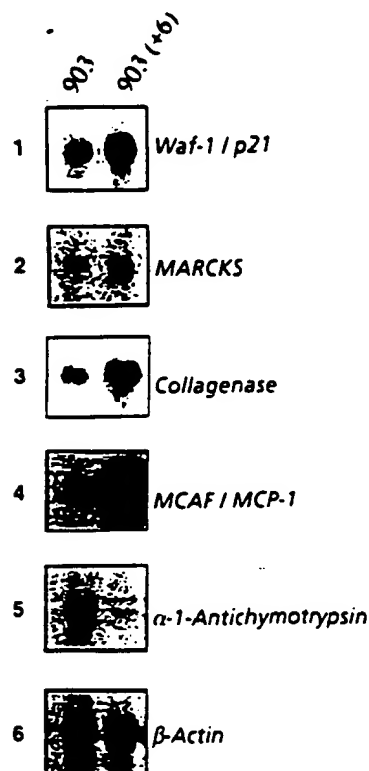 90.3 90.3 (+6)
1 Waf-1 / p21
2 MARCKS
3 Collagenase
4 MCAF / MCP-1
5 α-1-Antichymotrypsin
6 β-Actin